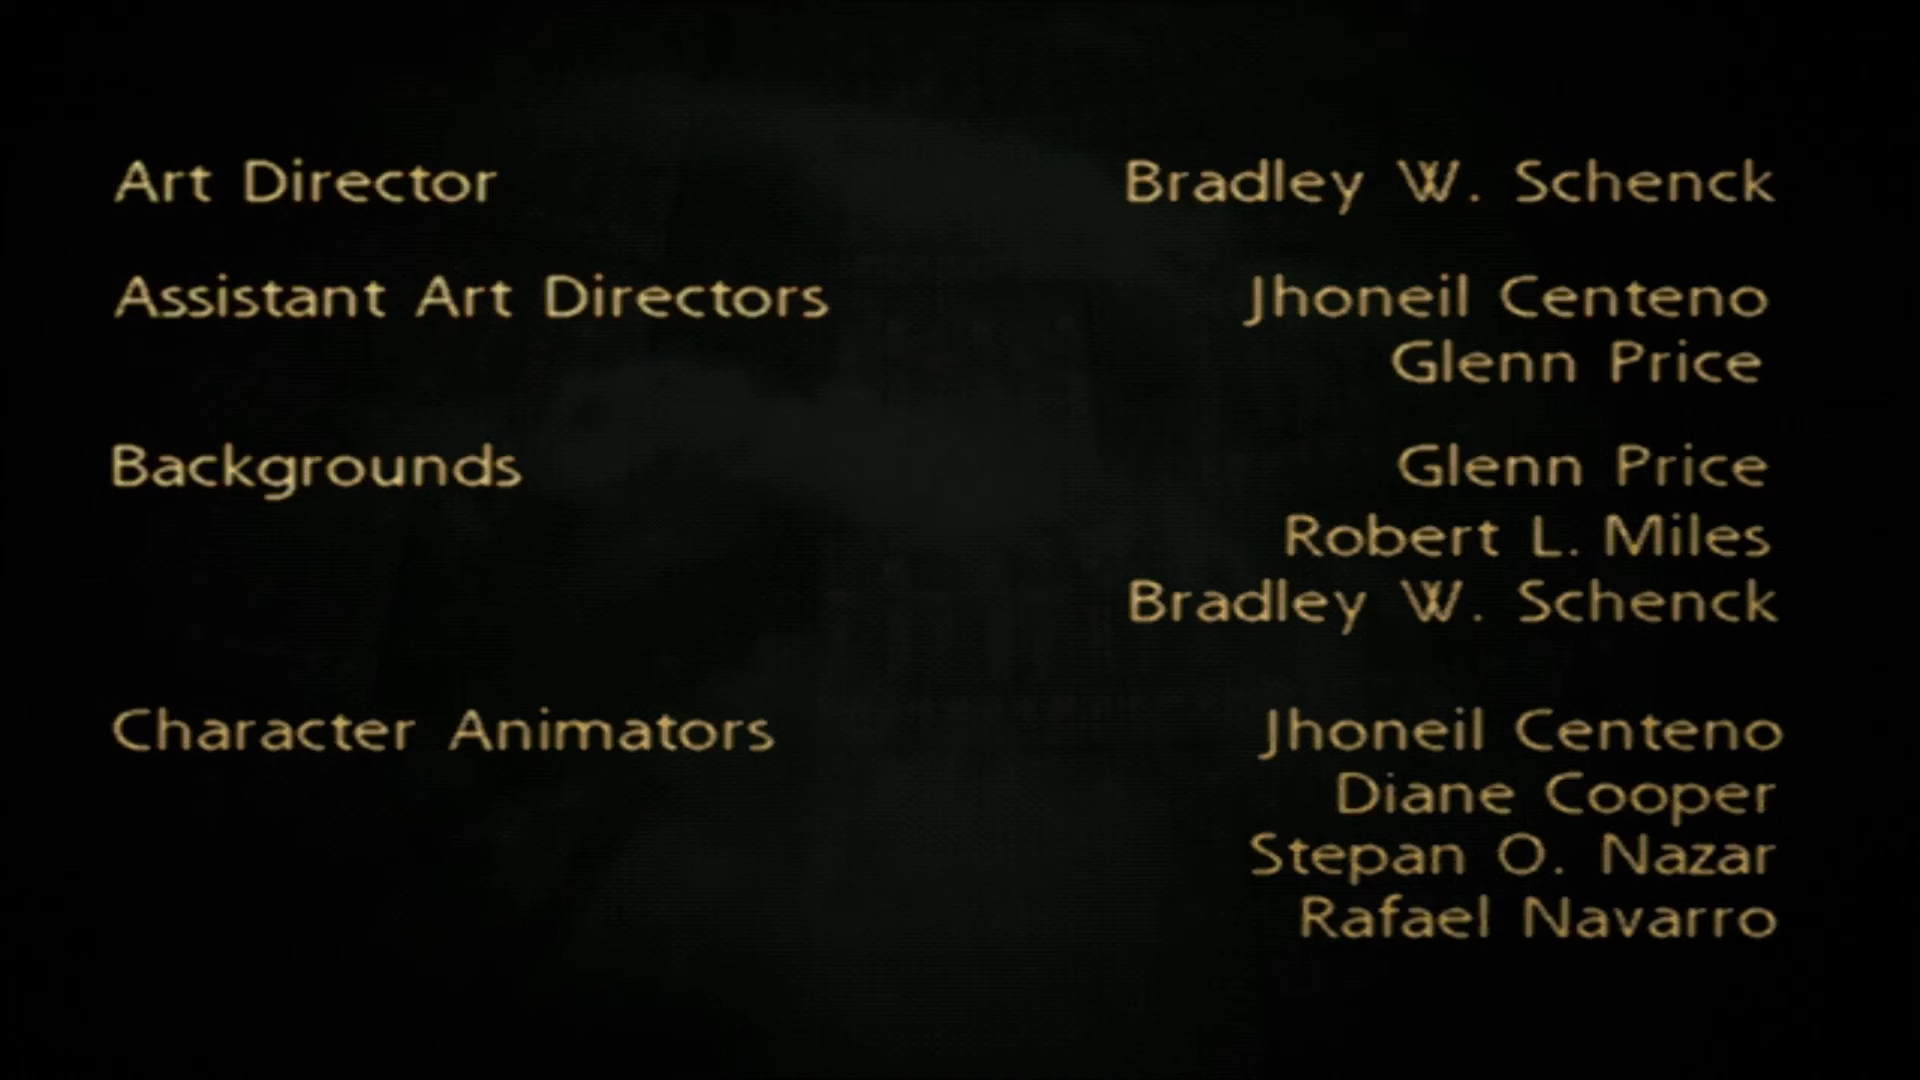 Art Director Bradley W. Schenck
Assistant Art Directors Jhoneil Centeno
Glenn Price
Backgrounds Glenn Price
Robert L. Miles
Bradley W. Schenck
Character Animators Jhoneil Centeno
Diane Cooper
Stepan O. Nazar
Rafael Navarro